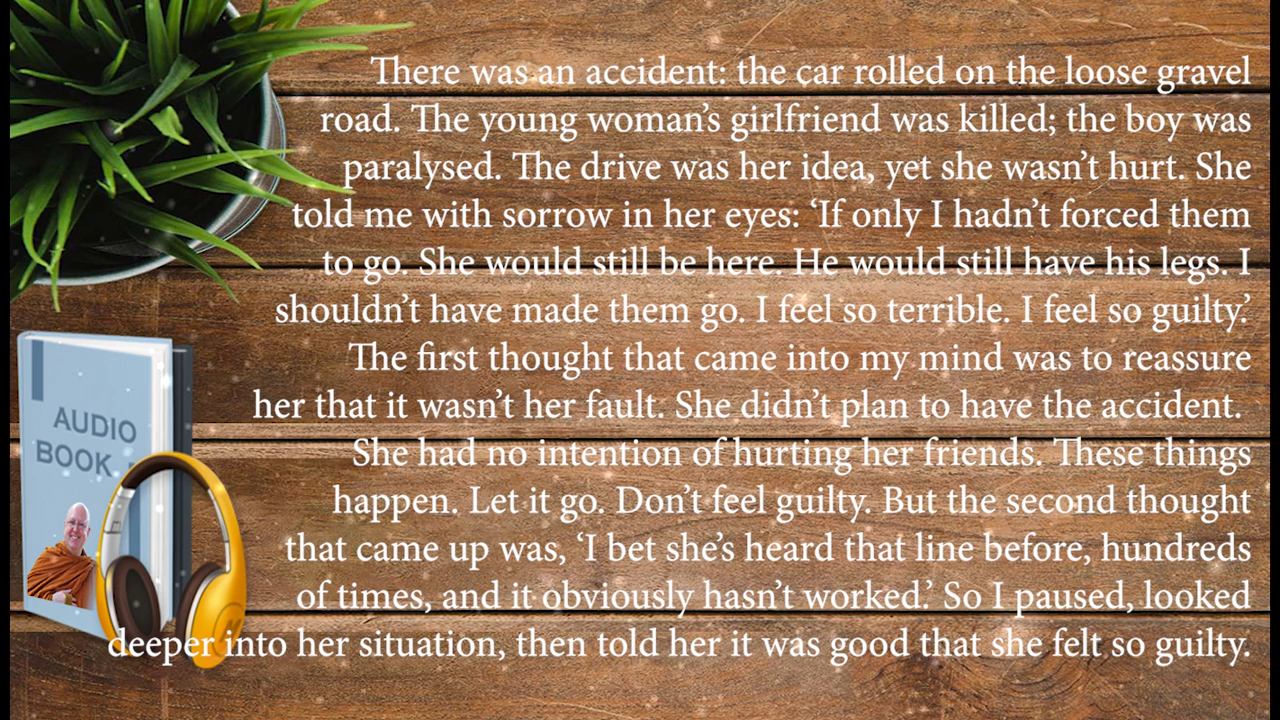 There was an accident: the car rolled on the loose gravel
road. The young woman’s girlfriend was killed; the boy was
paralysed. The drive was her idea, yet she wasn’t hurt. She
told me with sorrow in her eyes: ‘If only I hadn’t forced them
to go. She would still be here. He would still have his legs. I
shouldn’t have made them go. I feel so terrible. I feel so guilty.’
The first thought that came into my mind was to reassure
her that it wasn’t her fault. She didn’t plan to have the accident.
She had no intention of hurting her friends. These things
happen. Let it go. Don’t feel guilty. But the second thought
that came up was, ‘I bet she’s heard that line before, hundreds
of times, and it obviously hasn’t worked.’ So I paused, looked
deeper into her situation, then told her it was good that she felt so guilty.
AUDIO
BOOK